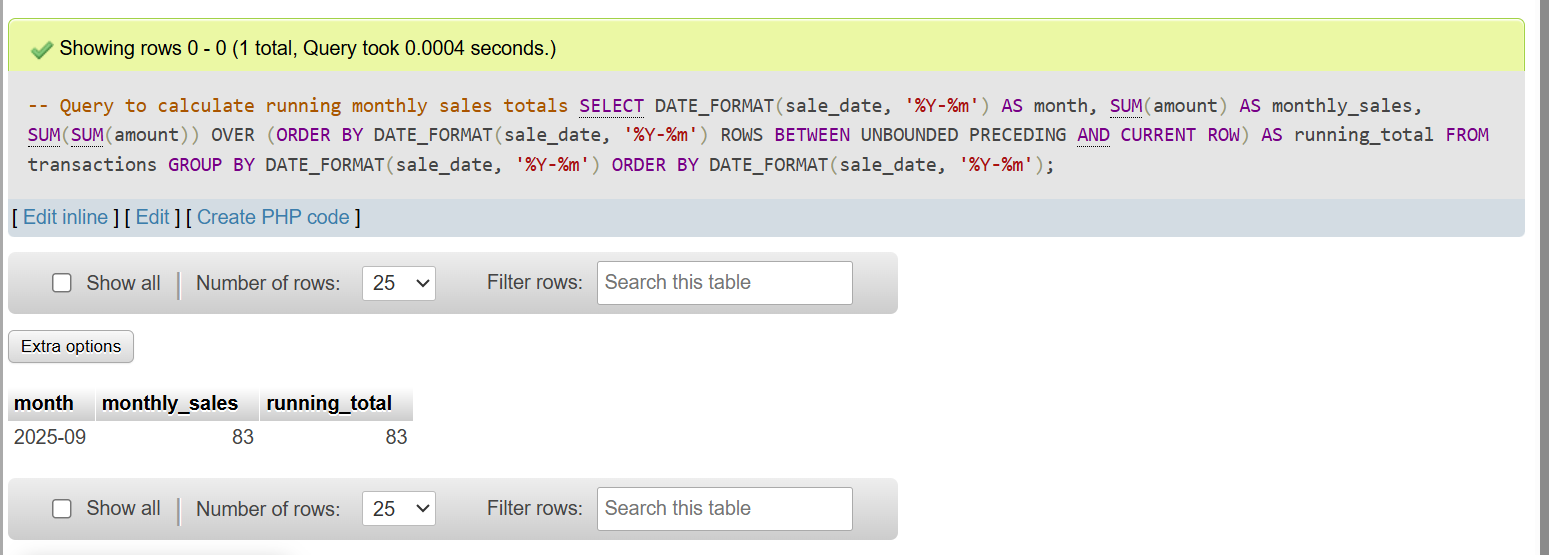 Showing rows 0 - 0 (1 total, Query took 0.0004 seconds.)
-- Query to calculate running monthly sales totals SELECT DATE_FORMAT(sale_date, '%Y-%m') AS month, SUM(amount) AS monthly_sales,
SUM(SUM(amount)) OVER (ORDER BY DATE_FORMAT(sale_date, '%Y-%m') ROWS BETWEEN UNBOUNDED PRECEDING AND CURRENT ROW) AS running_total FROM
transactions GROUP BY DATE_FORMAT(sale_date, '%Y-%m') ORDER BY DATE_FORMAT(sale_date, '%Y-%m');
[ Edit inline ] [ Edit ] [ Create PHP code ]
Show all Number of rows: 25 Filter rows: Search this table
Extra options
month monthly_sales running_total
2025-09 83 83
Show all Number of rows: 25 Filter rows: Search this table